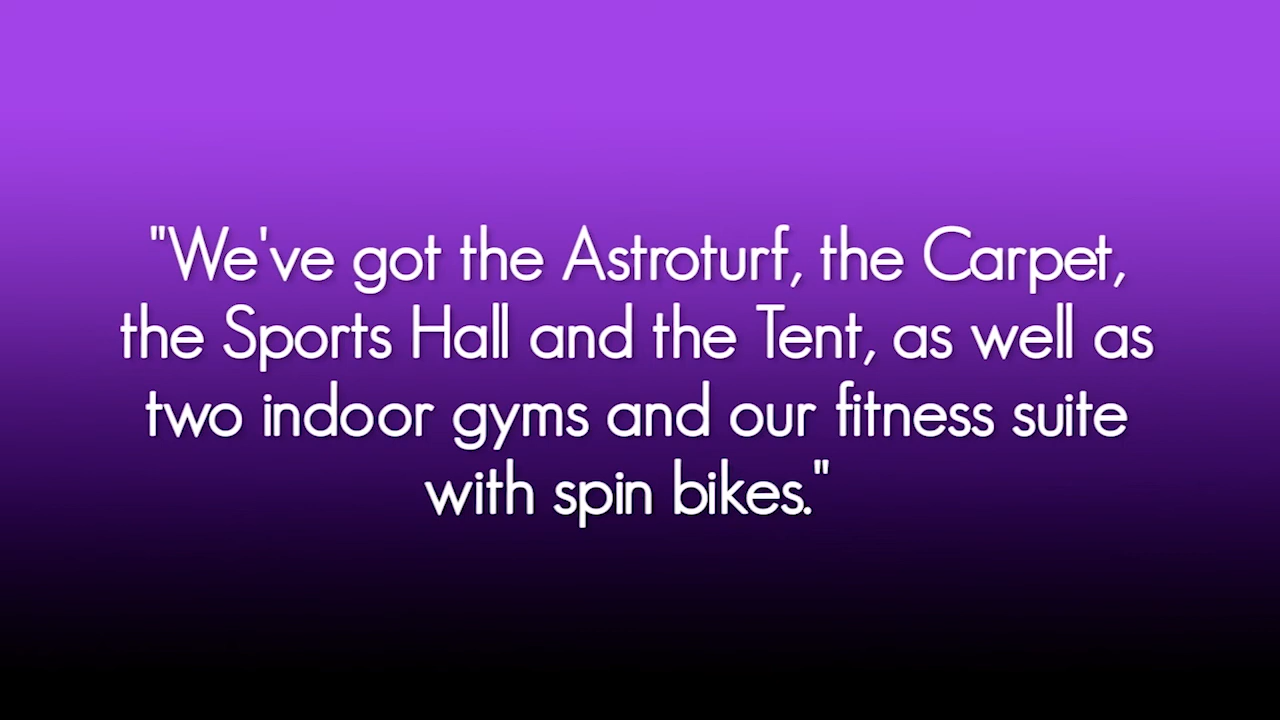 "We've got the Astroturf, the Carpet,
the Sports Hall and the Tent, as well as
two indoor gyms and our fitness suite
with spin bikes."